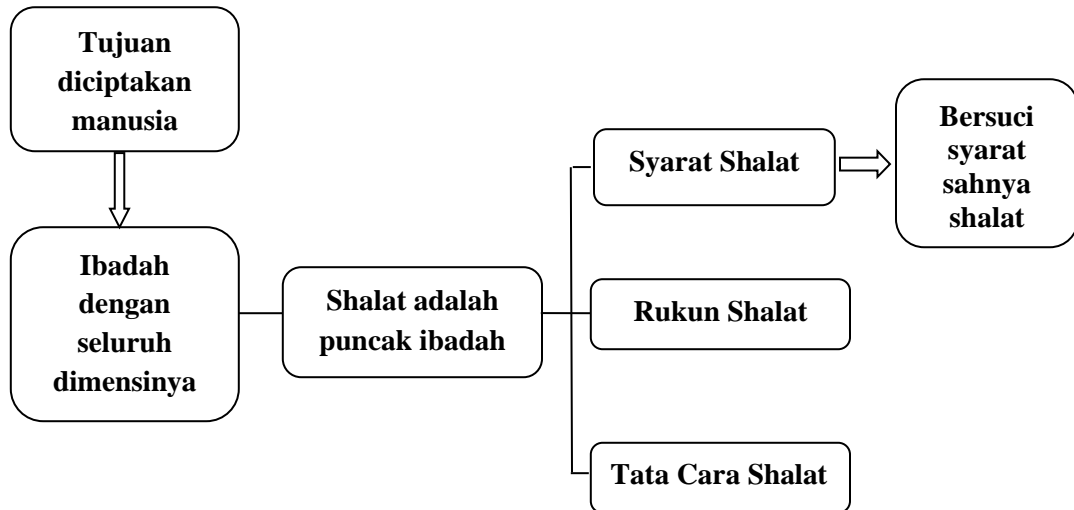 Tujuan
diciptakan
manusia
Ibadah
dengan
seluruh
dimensinya
Shalat adalah
puncak ibadah
Syarat Shalat
Bersuci
syarat
sahnya
shalat
Rukun Shalat
Tata Cara Shalat